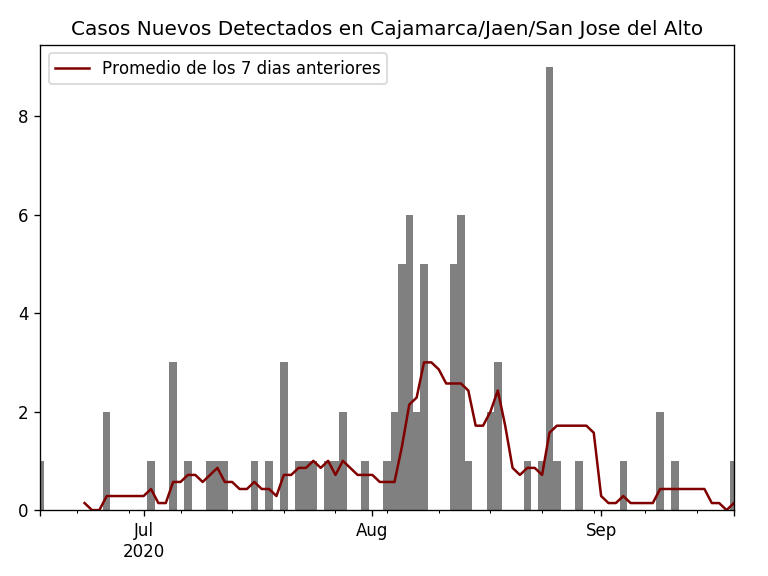 Casos Nuevos Detectados en Cajamarca/Jaen/San Jose del Alto
Promedio de los 7 dias anteriores
8
6
4
2
0
Jul
2020
Aug
Sep